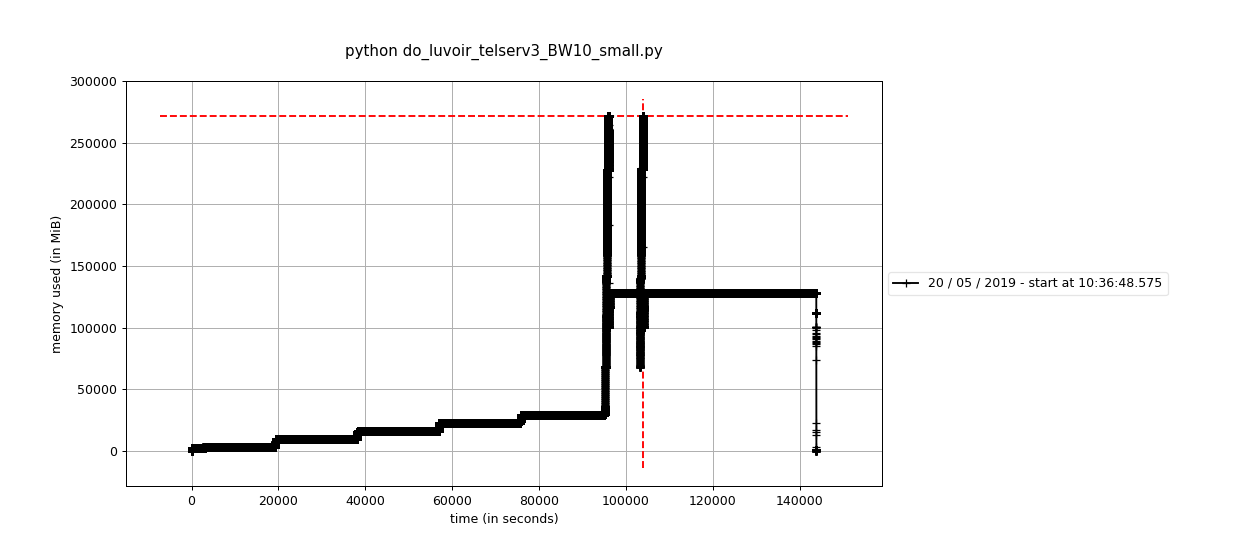 python do_luvoir_telserv3_BW10_small.py
300000
250000
200000
150000
100000
50000
0
memory used (in MiB)
0 20000 40000 60000 80000 100000 120000 140000
time (in seconds)
20 / 05 / 2019 - start at 10:36:48.575